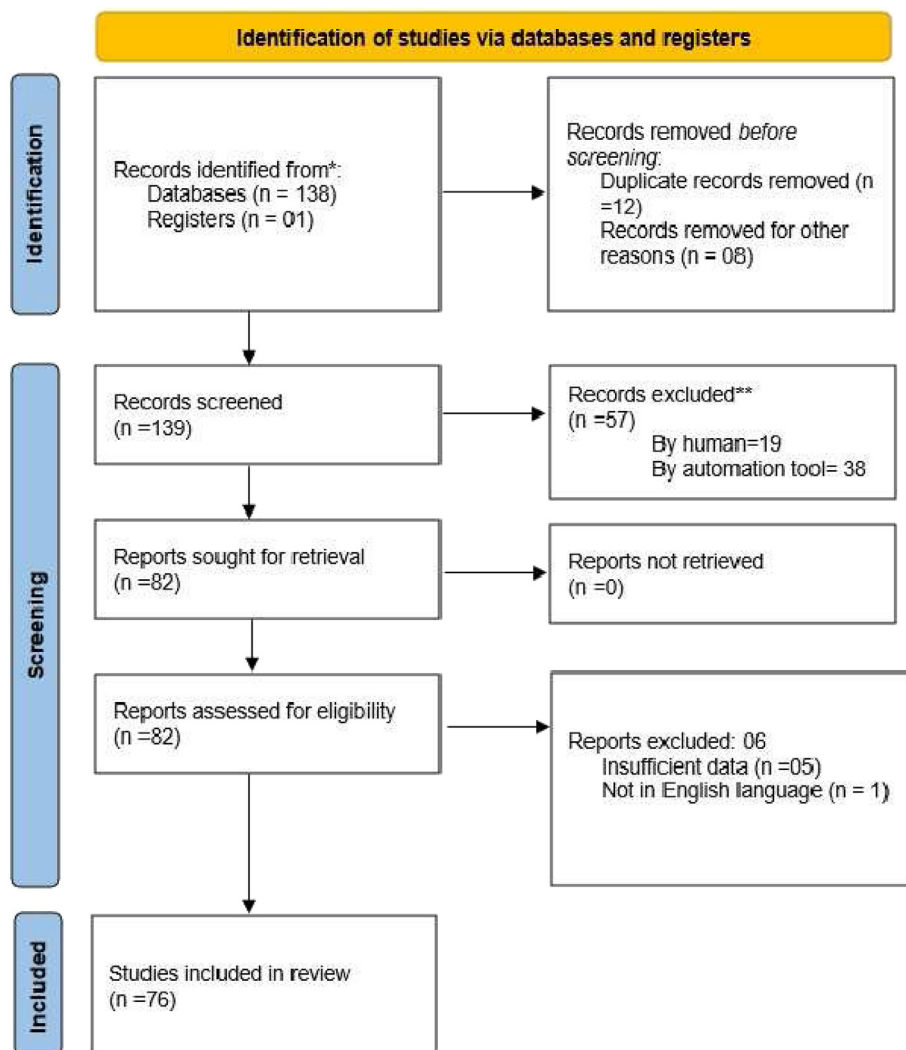 Identification of studies via databases and registers
Identification
Records identified from*:
Databases (n = 138)
Registers (n = 01)
Records removed before
screening:
Duplicate records removed (n
=12)
Records removed for other
reasons (n = 08)
Screening
Records screened
(n =139)
Records excluded**
(n =57)
By human=19
By automation tool= 38
Reports sought for retrieval
(n =82)
Reports not retrieved
(n =0)
Reports assessed for eligibility
(n =82)
Reports excluded: 06
Insufficient data (n =05)
Not in English language (n = 1)
Included
Studies included in review
(n =76)